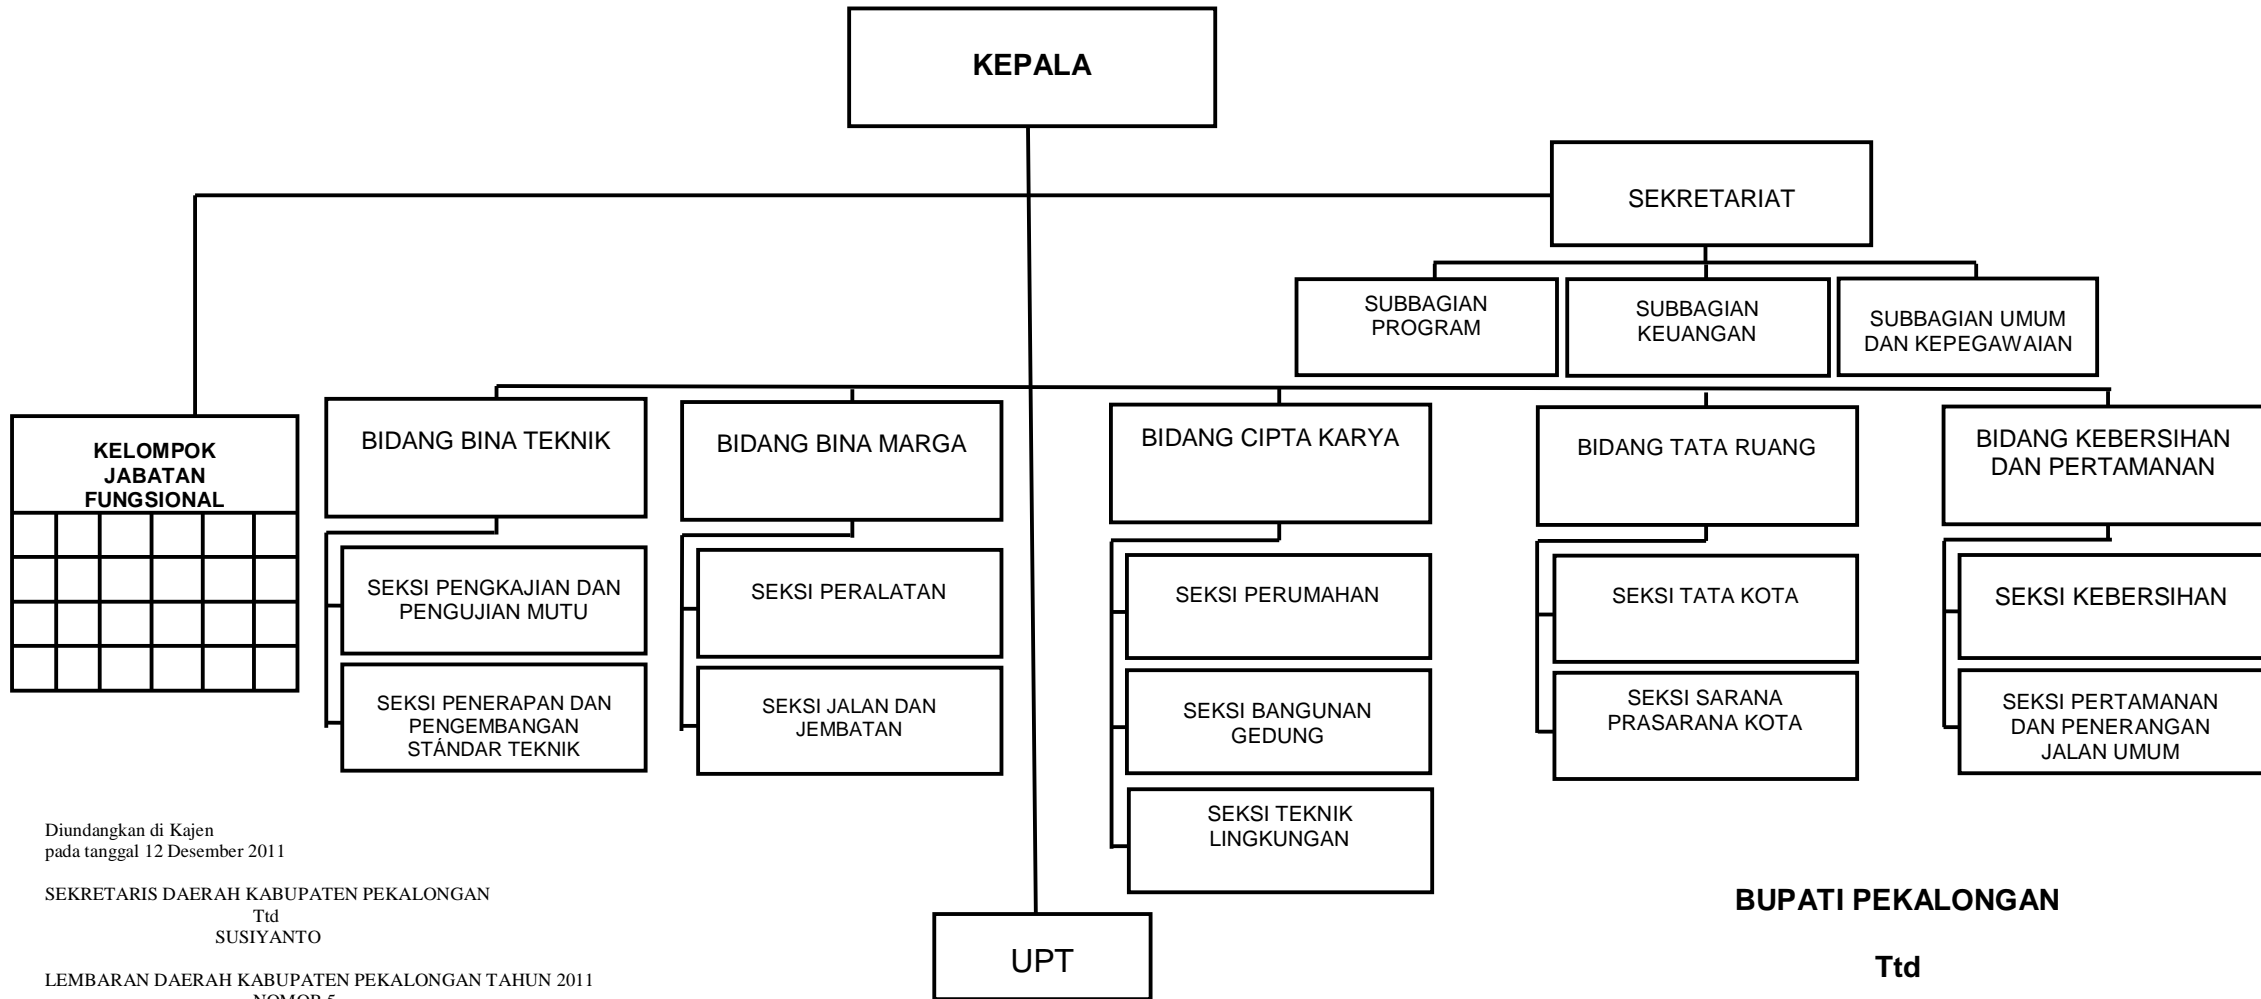 KEPALA
SEKRETARIAT
SUBBAGIAN
PROGRAM
SUBBAGIAN
KEUANGAN
SUBBAGIAN UMUM
DAN KEPEGAWAIAN
KELOMPOK
JABATAN
FUNGSIONAL
BIDANG BINA TEKNIK
SEKSI PENGKAJIAN DAN
PENGUJIAN MUTU
SEKSI PENERAPAN DAN
PENGEMBANGAN
STÁNDAR TEKNIK
BIDANG BINA MARGA
SEKSI PERALATAN
SEKSI JALAN DAN
JEMBATAN
BIDANG CIPTA KARYA
SEKSI PERUMAHAN
SEKSI BANGUNAN
GEDUNG
SEKSI TEKNIK
LINGKUNGAN
BIDANG TATA RUANG
SEKSI TATA KOTA
SEKSI SARANA
PRASARANA KOTA
BIDANG KEBERSIHAN
DAN PERTAMANAN
SEKSI KEBERSIHAN
SEKSI PERTAMANAN
DAN PENERANGAN
JALAN UMUM
UPT
Diundangkan di Kajen
pada tanggal 12 Desember 2011
SEKRETARIS DAERAH KABUPATEN PEKALONGAN
Ttd
SUSIYANTO
LEMBARAN DAERAH KABUPATEN PEKALONGAN TAHUN 2011
NOMOR 5
BUPATI PEKALONGAN
Ttd